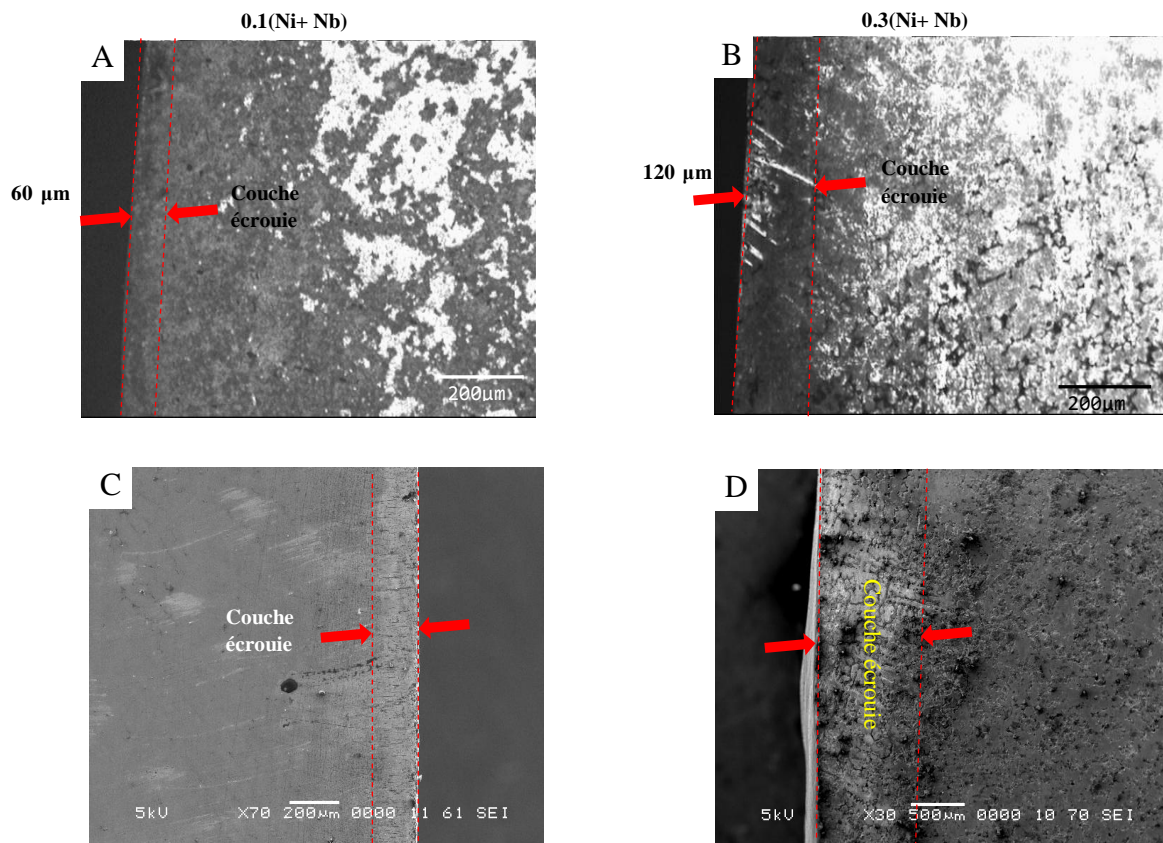 0.1(Ni+ Nb)
0.3(Ni+ Nb)
A
60 µm
Couche
écrouie
200µm
B
120 µm
Couche
écrouie
200µm
C
Couche
écrouie
5kV X70 200µm 0000 11 61 SEI
D
Couche écrouie
5kV X30 500µm 0000 10 70 SEI